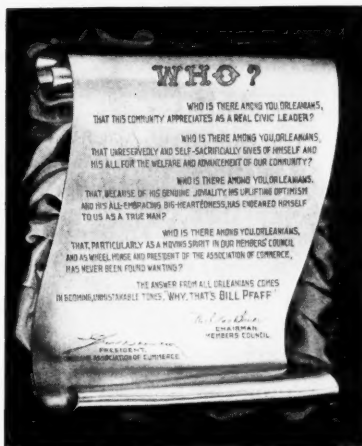 WHO?
WHO IS THERE AMONG YOU, ORLEANIANS,
THAT THIS COMMUNITY APPRECIATES AS A REAL CIVIC LEADER?
WHO IS THERE AMONG YOU, ORLEANIANS,
THAT UNRESERVEDLY AND SELF-SACRIFICIALLY GIVES OF HIMSELF AND
HIS ALL FOR THE WELFARE AND ADVANCEMENT OF OUR COMMUNITY?
WHO IS THERE AMONG YOU, ORLEANIANS,
THAT BECAUSE OF HIS GENUINE JOVIALITY, HIS UPLIFTING OPTIMISM
AND HIS ALL-EMBRACING BIG-HEARTEDNESS, HAS ENDEARED HIMSELF
TO US AS A TRUE MAN?
WHO IS THERE AMONG YOU, ORLEANIANS,
THAT, PARTICULARLY AS A MOVING SPIRIT IN OUR MEMBERS' COUNCIL
AND AS WHEEL HORSE AND PRESIDENT OF THE ASSOCIATION OF COMMERCE,
HAS NEVER BEEN FOUND WANTING?
THE ANSWER FROM ALL ORLEANIANS COMES
IN BOOMING, UNMISTAKABLE TONES, "WHY, THAT'S BILL PFAFF"
CHAIRMAN
MEMBERS COUNCIL
PRESIDENT
ASSOCIATION OF COMMERCE